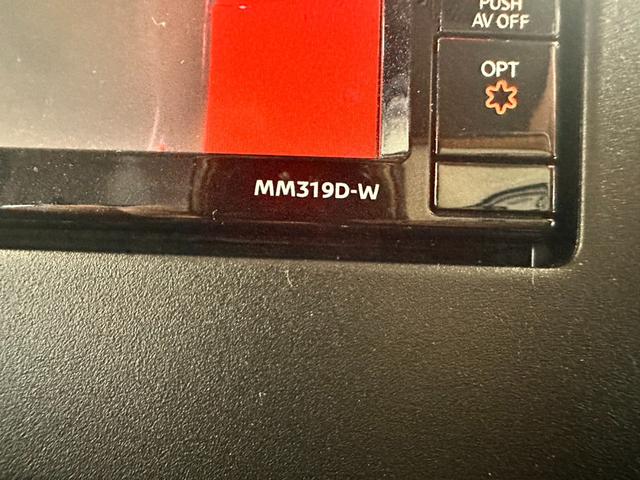 PUSH
AV OFF
OPT
MM319D-W